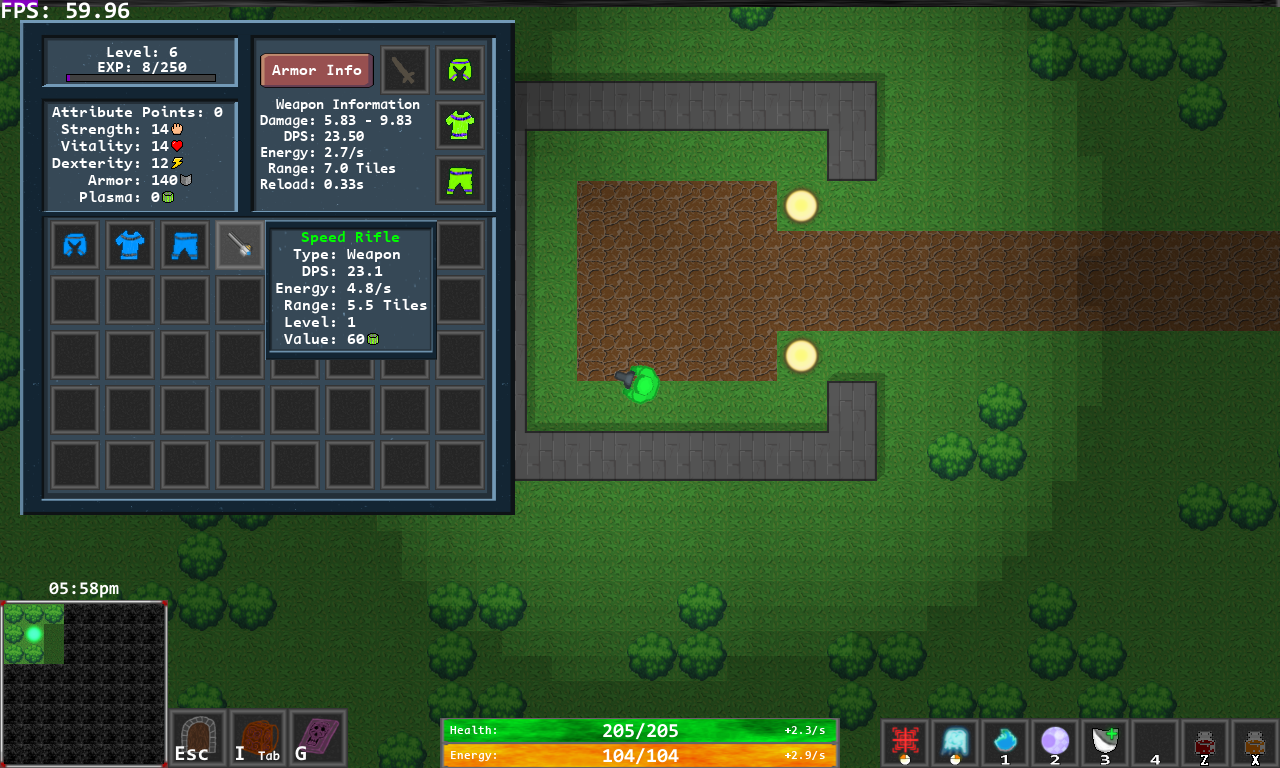 FPS: 59.96
Level: 6
EXP: 8/250
Attribute Points: 0
Strength: 14
Vitality: 14
Dexterity: 12
Armor: 140
Plasma: 0
Armor Info
Weapon Information
Damage: 5.83 - 9.83
DPS: 23.50
Energy: 2.7/s
Range: 7.0 Tiles
Reload: 0.33s
Speed Rifle
Type: Weapon
DPS: 23.1
Energy: 4.8/s
Range: 5.5 Tiles
Level: 1
Value: 60
05:58pm
Esc
I Tab
G
Health: 205/205 +2.3/s
Energy: 104/104 +2.9/s
1 2 3 4 Z X